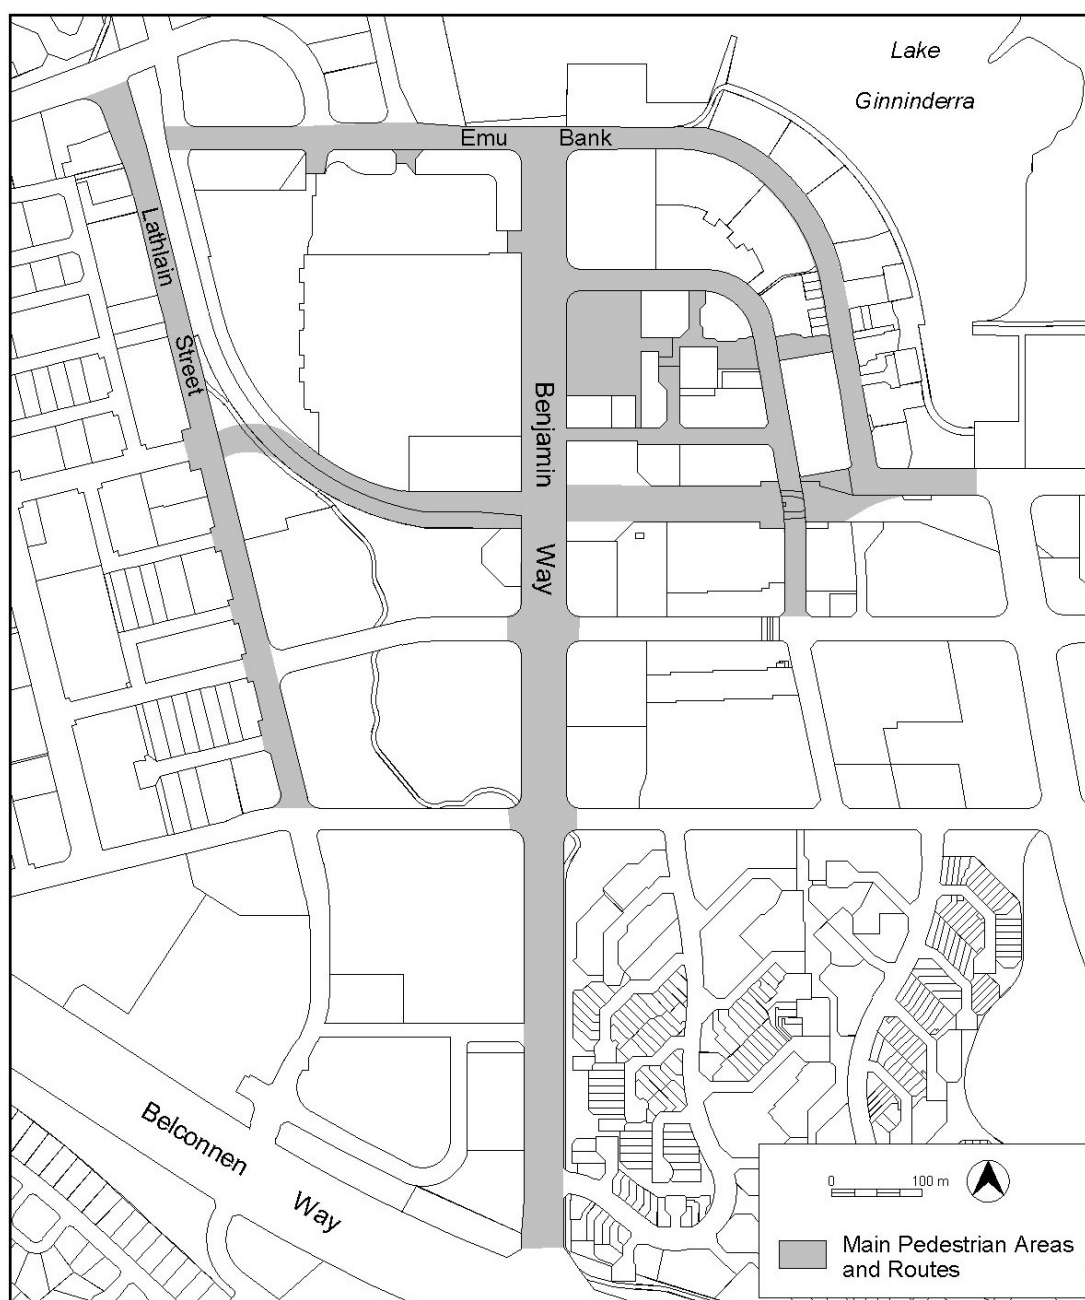 Lake
Ginninderra
Emu Bank
Lathlain
Street
Benjamin
Way
Belconnen
Way
0 100 m
Main Pedestrian Areas
and Routes